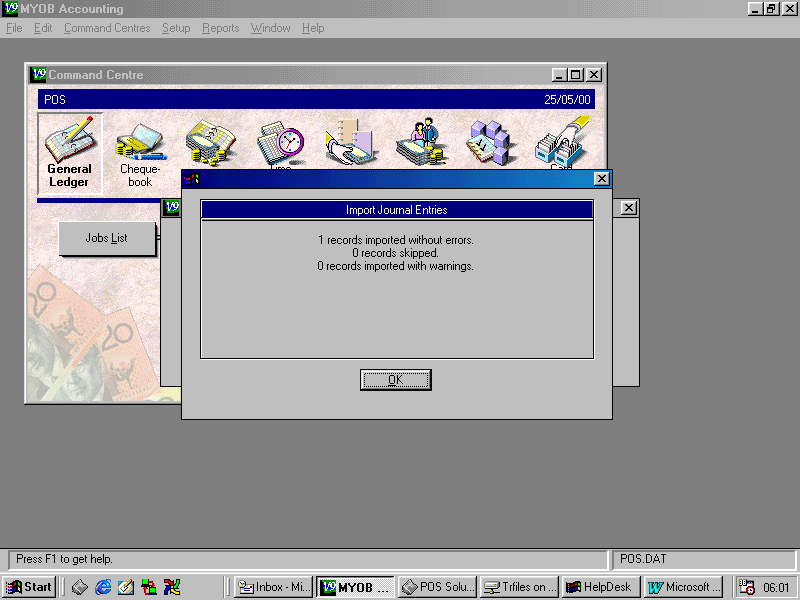 MYOB Accounting
File Edit Command Centres Setup Reports Window Help
Command Centre
POS 25/05/00
General
Ledger
Cheque-
book
Jobs List
20
20
Import Journal Entries
1 records imported without errors.
0 records skipped.
0 records imported with warnings.
OK
Press F1 to get help. POS.DAT
Start Inbox - Mi... MYOB ... POS Solu... Trfiles on ... HelpDesk Microsoft ... 06:01